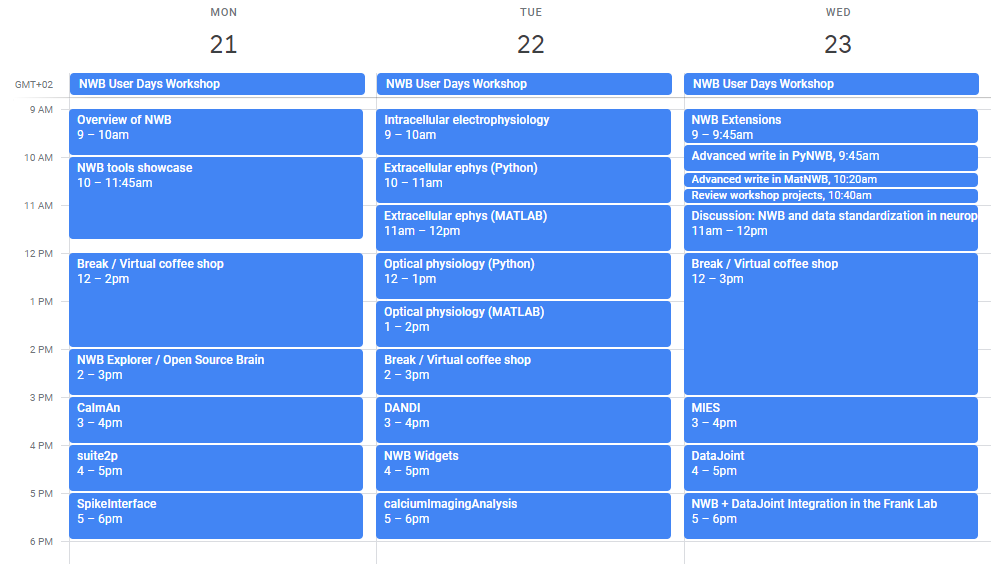 MON
21
TUE
22
WED
23
GMT+02
NWB User Days Workshop
NWB User Days Workshop
NWB User Days Workshop
9 AM
10 AM
11 AM
12 PM
1 PM
2 PM
3 PM
4 PM
5 PM
6 PM
Overview of NWB
9 – 10am
NWB tools showcase
10 – 11:45am
Break / Virtual coffee shop
12 – 2pm
NWB Explorer / Open Source Brain
2 – 3pm
CalmAn
3 – 4pm
suite2p
4 – 5pm
SpikeInterface
5 – 6pm
Intracellular electrophysiology
9 – 10am
Extracellular ephys (Python)
10 – 11am
Extracellular ephys (MATLAB)
11am – 12pm
Optical physiology (Python)
12 – 1pm
Optical physiology (MATLAB)
1 – 2pm
Break / Virtual coffee shop
2 – 3pm
DANDI
3 – 4pm
NWB Widgets
4 – 5pm
calciumImagingAnalysis
5 – 6pm
NWB Extensions
9 – 9:45am
Advanced write in PyNWB, 9:45am
Advanced write in MatNWB, 10:20am
Review workshop projects, 10:40am
Discussion: NWB and data standardization in neurop
11am – 12pm
Break / Virtual coffee shop
12 – 3pm
MIES
3 – 4pm
DataJoint
4 – 5pm
NWB + DataJoint Integration in the Frank Lab
5 – 6pm